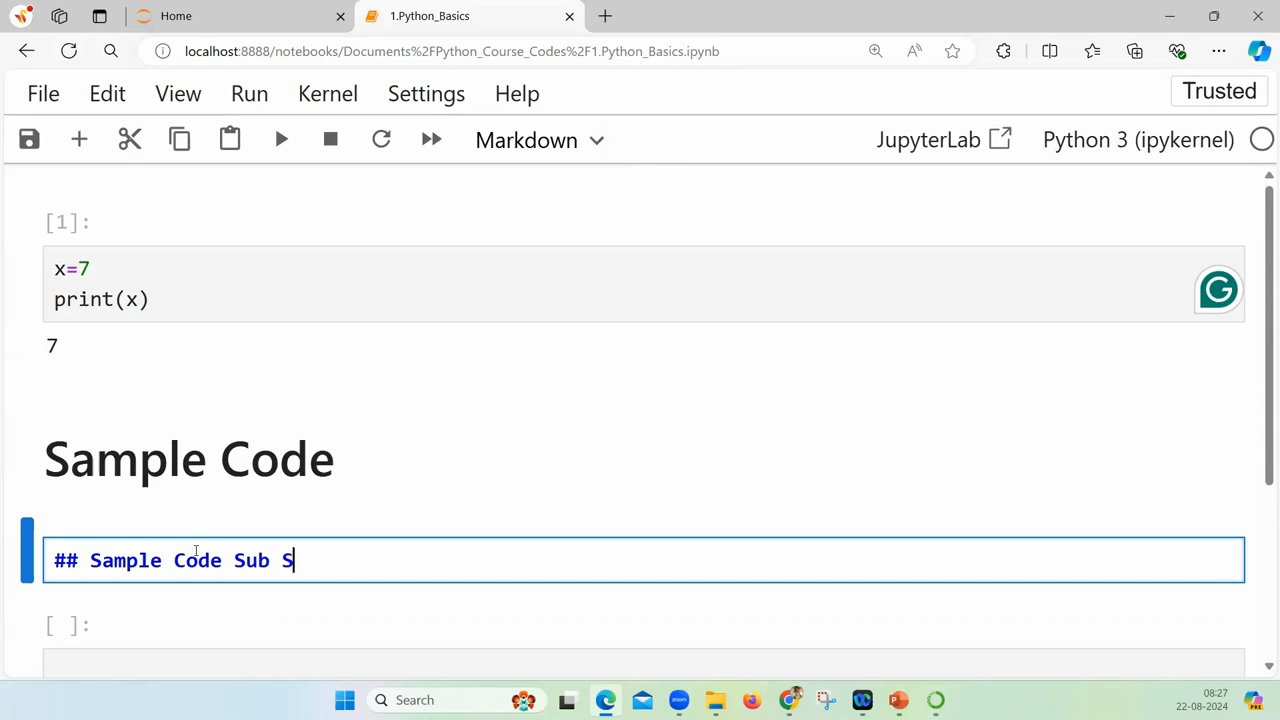 Home
1.Python_Basics
localhost:8888/notebooks/Documents%2FPython_Course_Codes%2F1.Python_Basics.ipynb
File Edit View Run Kernel Settings Help Trusted
Markdown JupyterLab Python 3 (ipykernel)
[1]:
x=7
print(x)
7
Sample Code
## Sample Code Sub S
[ ]:
Search
08:27
22-08-2024